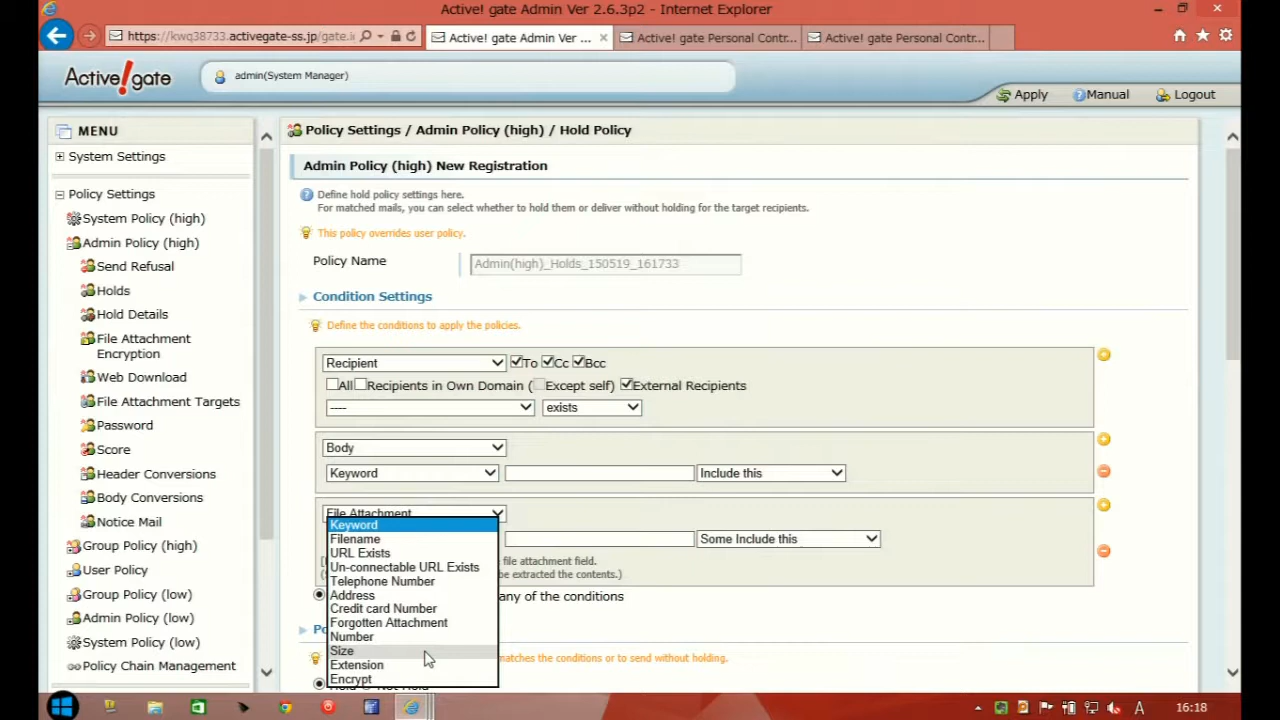 Active! gate Admin Ver 2.6.3p2 - Internet Explorer
https://kwq38733.activegate-ss.jp/gate.i
Active! gate Admin Ver ...
Active! gate Personal Contr...
Active! gate Personal Contr...
Active! gate
admin(System Manager)
Apply
Manual
Logout
MENU
System Settings
Policy Settings
System Policy (high)
Admin Policy (high)
Send Refusal
Holds
Hold Details
File Attachment
Encryption
Web Download
File Attachment Targets
Password
Score
Header Conversions
Body Conversions
Notice Mail
Group Policy (high)
User Policy
Group Policy (low)
Admin Policy (low)
System Policy (low)
Policy Chain Management
Policy Settings / Admin Policy (high) / Hold Policy
Admin Policy (high) New Registration
Define hold policy settings here.
For matched mails, you can select whether to hold them or deliver without holding for the target recipients.
This policy overrides user policy.
Policy Name
Admin(high)_Holds_150519_161733
Condition Settings
Define the conditions to apply the policies.
Recipient To Cc Bcc
All Recipients in Own Domain (Except self) External Recipients
---- exists
Body
Keyword Include this
File Attachment
Some Include this
file attachment field.
be extracted the contents.)
any of the conditions
Keyword
Filename
URL Exists
Un-connectable URL Exists
Telephone Number
Address
Credit card Number
Forgotten Attachment
Number
Size
Extension
Encrypt
Po
matches the conditions or to send without holding.
Hold Not Hold
A
16:18